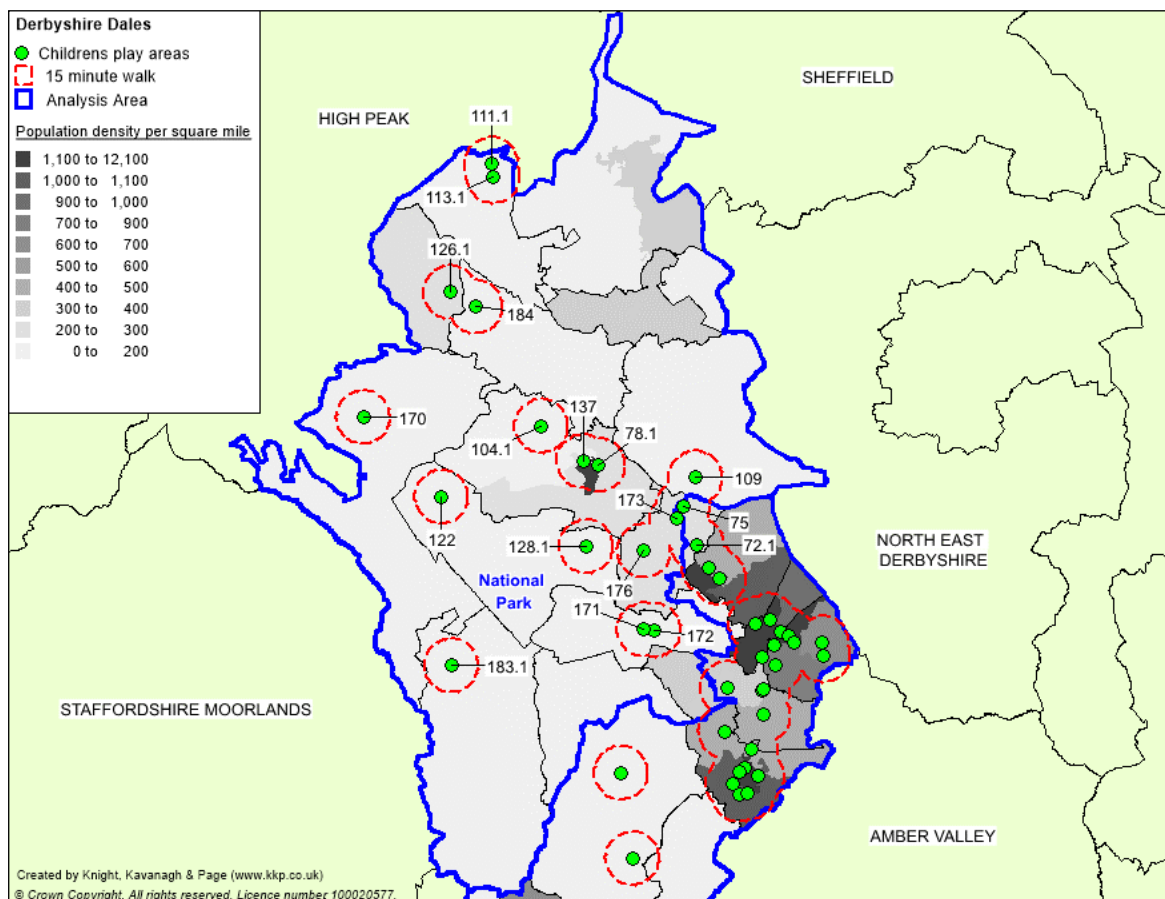 Derbyshire Dales
Childrens play areas
15 minute walk
Analysis Area
Population density per square mile
1,100 to 12,100
1,000 to 1,100
900 to 1,000
700 to 900
600 to 700
500 to 600
400 to 500
300 to 400
200 to 300
0 to 200
SHEFFIELD
HIGH PEAK
111.1
113.1
126.1
184
170
137
78.1
104.1
109
173
75
122
72.1
128.1
NORTH EAST
DERBYSHIRE
National
Park
176
171
172
183.1
STAFFORDSHIRE MOORLANDS
AMBER VALLEY
Created by Knight, Kavanagh & Page (www.kkp.co.uk)
© Crown Copyright. All rights reserved. Licence number 100020577.